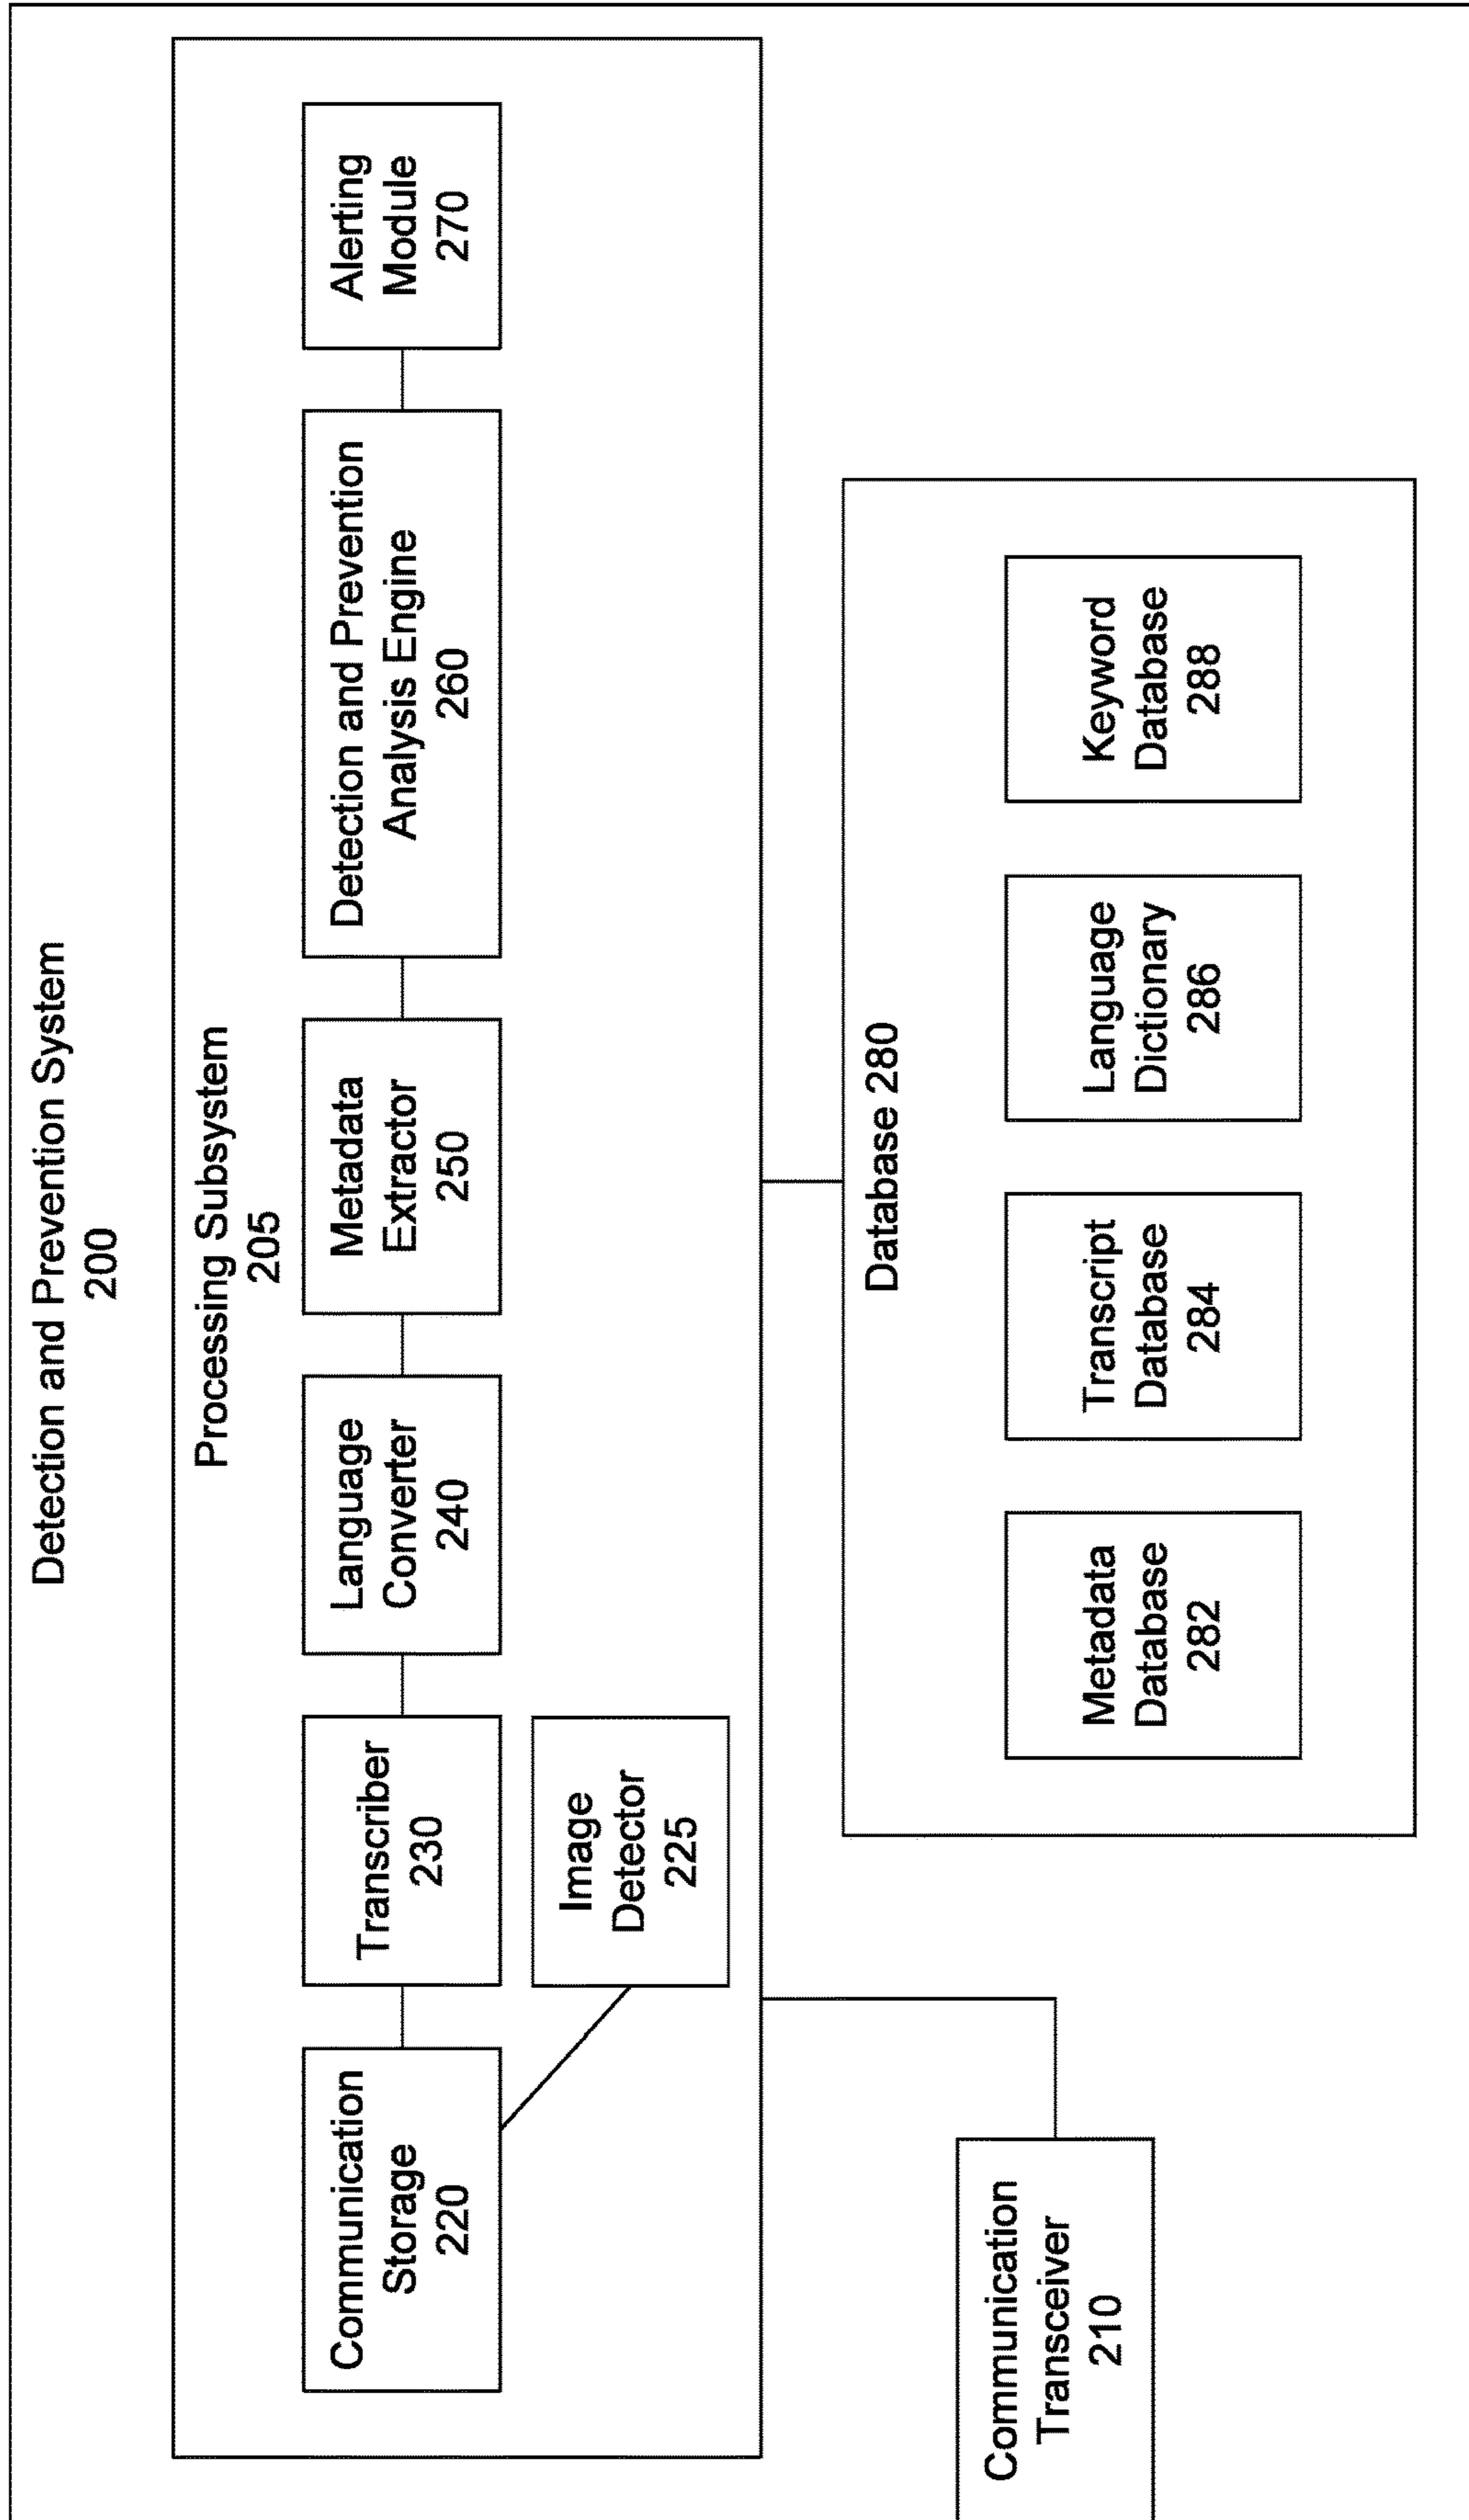 Detection and Prevention System
200
Processing Subsystem
205
Communication
Storage
220
Transcriber
230
Language
Converter
240
Metadata
Extractor
250
Detection and Prevention
Analysis Engine
260
Alerting
Module
270
Image
Detector
225
Communication
Transceiver
210
Database 280
Metadata
Database
282
Transcript
Database
284
Language
Dictionary
286
Keyword
Database
288